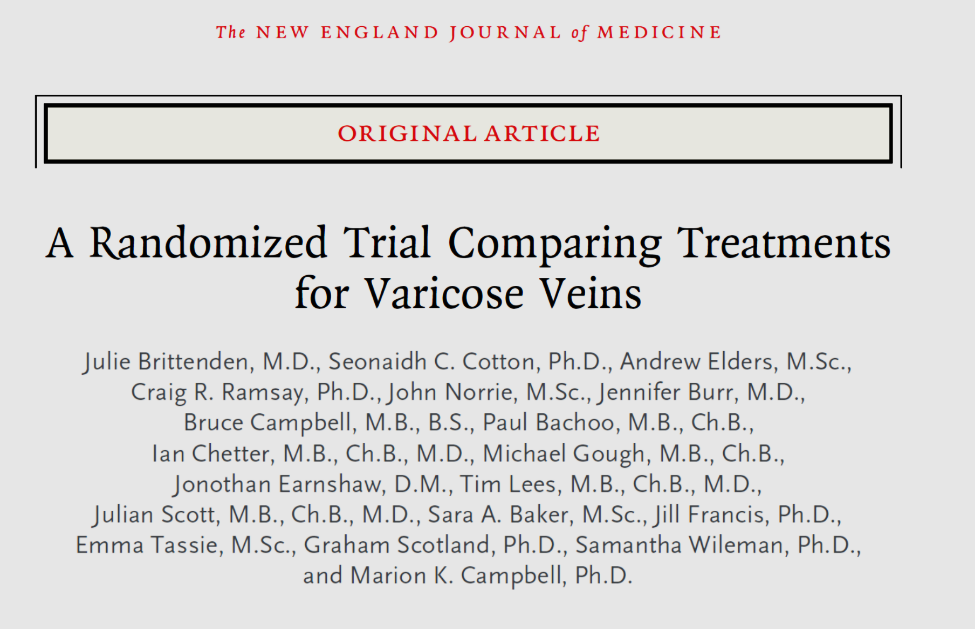 The NEW ENGLAND JOURNAL of MEDICINE
ORIGINAL ARTICLE
A Randomized Trial Comparing Treatments
for Varicose Veins
Julie Brittenden, M.D., Seonaidh C. Cotton, Ph.D., Andrew Elders, M.Sc.,
Craig R. Ramsay, Ph.D., John Norrie, M.Sc., Jennifer Burr, M.D.,
Bruce Campbell, M.B., B.S., Paul Bachoo, M.B., Ch.B.,
Ian Chetter, M.B., Ch.B., M.D., Michael Gough, M.B., Ch.B.,
Jonothan Earnshaw, D.M., Tim Lees, M.B., Ch.B., M.D.,
Julian Scott, M.B., Ch.B., M.D., Sara A. Baker, M.Sc., Jill Francis, Ph.D.,
Emma Tassie, M.Sc., Graham Scotland, Ph.D., Samantha Wileman, Ph.D.,
and Marion K. Campbell, Ph.D.